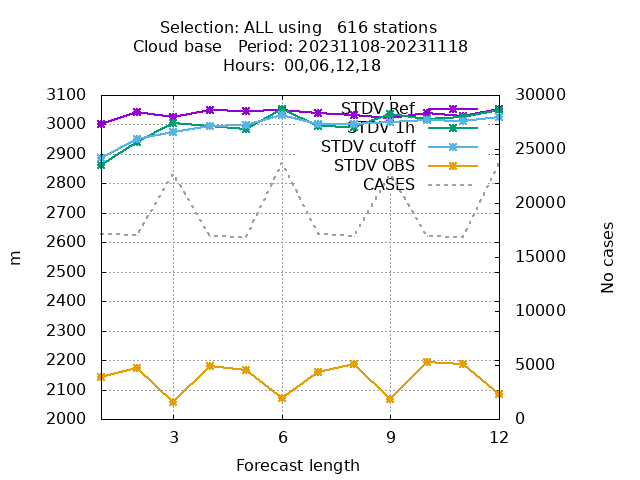 Selection: ALL using   616 stations
Cloud base   Period: 20231108-20231118
Hours:  00,06,12,18
3100
3000
2900
2800
2700
2600
2500
2400
2300
2200
2100
2000
m
30000
25000
20000
15000
10000
5000
0
No cases
STDV Ref
STDV 1h
STDV cutoff
STDV OBS
CASES
3
6
9
12
Forecast length